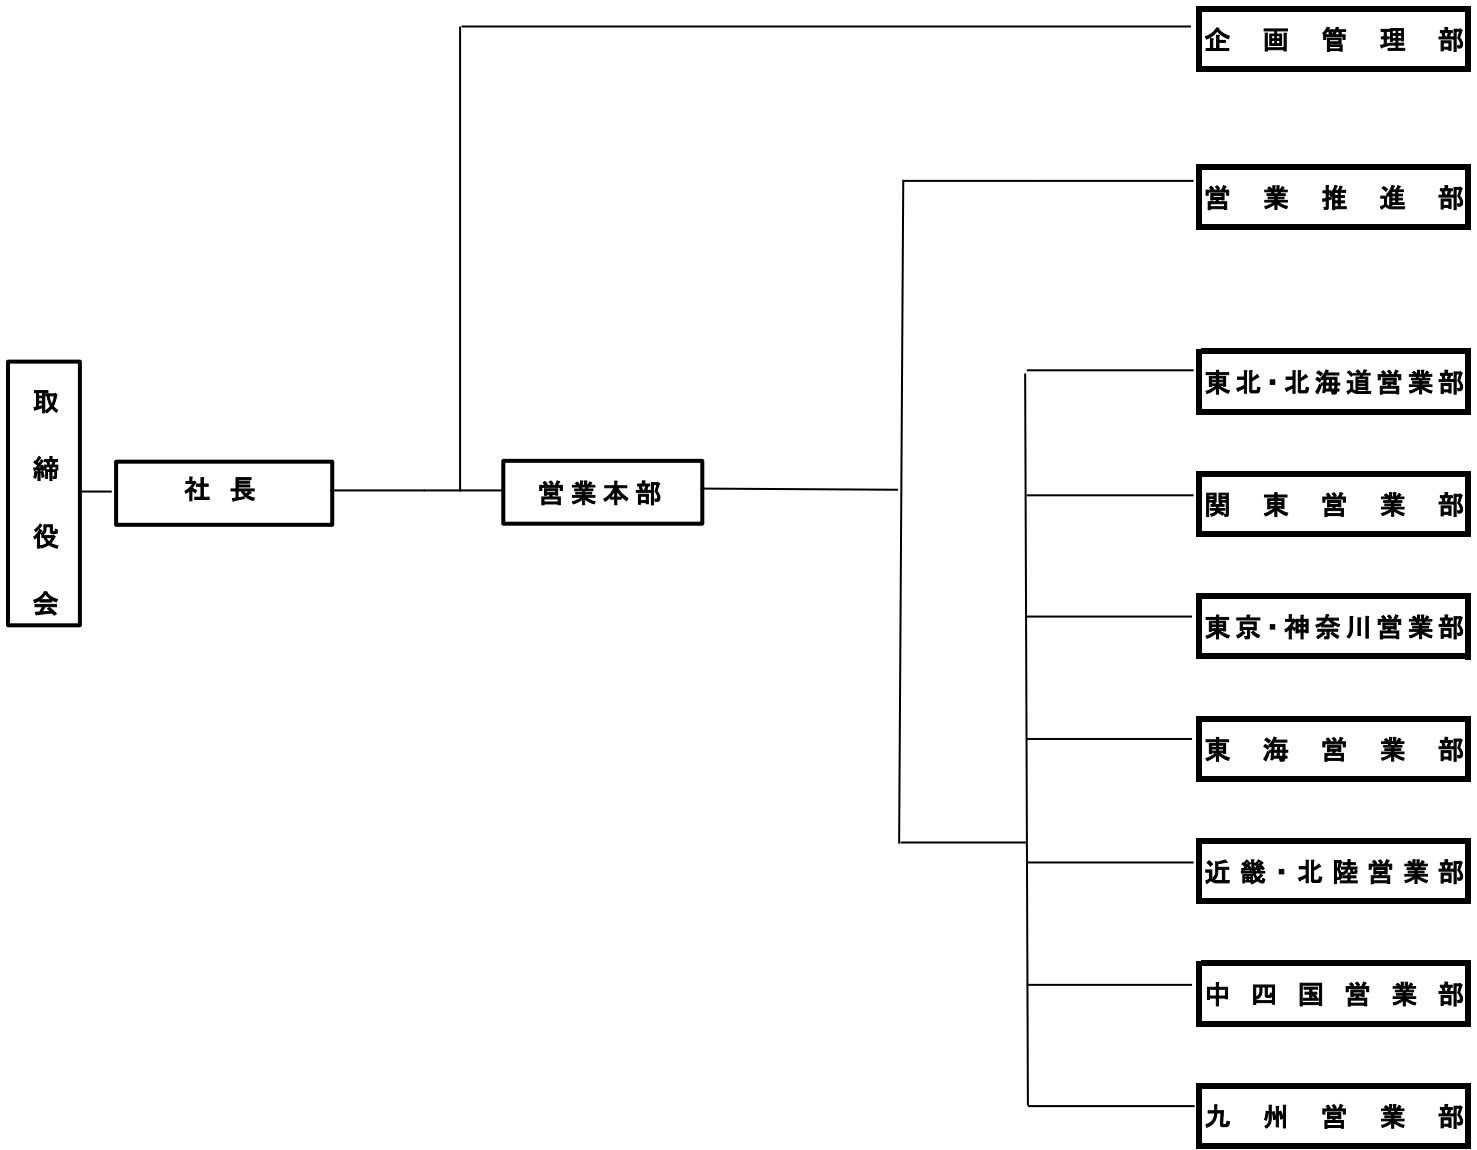 取締役会
社長
営業本部
企画管理部
営業推進部
東北・北海道営業部
関東営業部
東京・神奈川営業部
東海営業部
近畿・北陸営業部
中四国営業部
九州営業部